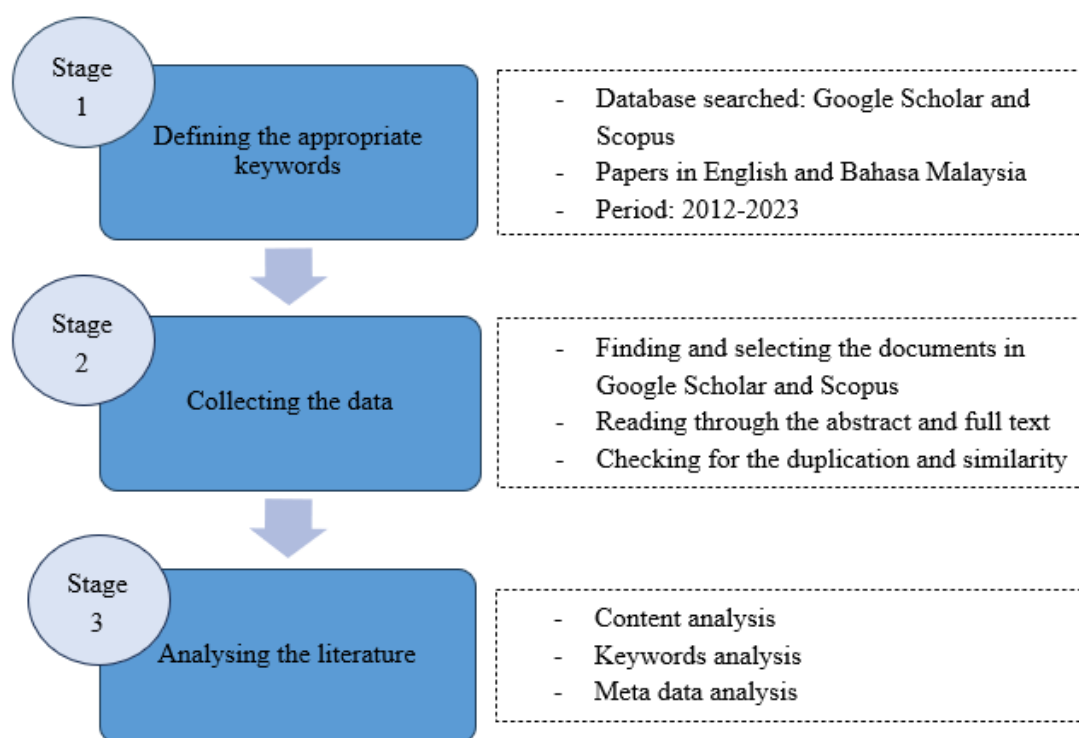 Stage
1
Defining the appropriate
keywords
- Database searched: Google Scholar and
Scopus
- Papers in English and Bahasa Malaysia
- Period: 2012-2023
Stage
2
Collecting the data
- Finding and selecting the documents in
Google Scholar and Scopus
- Reading through the abstract and full text
- Checking for the duplication and similarity
Stage
3
Analysing the literature
- Content analysis
- Keywords analysis
- Meta data analysis